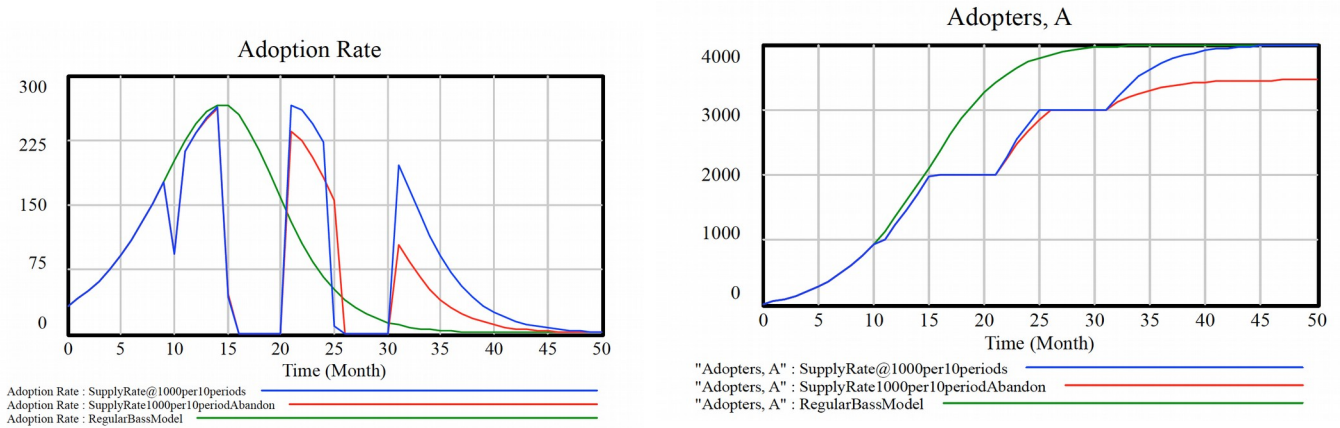 Adoption Rate
300
225
150
75
0
0 5 10 15 20 25 30 35 40 45 50
Time (Month)
Adoption Rate : SupplyRate@1000per10periods
Adoption Rate : SupplyRate1000per10periodAbandon
Adoption Rate : RegularBassModel
Adopters, A
4000
3000
2000
1000
0
0 5 10 15 20 25 30 35 40 45 50
Time (Month)
"Adopters, A" : SupplyRate@1000per10periods
"Adopters, A" : SupplyRate1000per10periodAbandon
"Adopters, A" : RegularBassModel